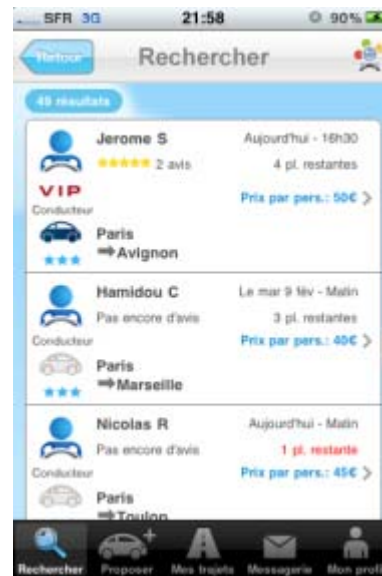 SFR 3G 21:58 90%
Retour Rechercher
49 résultats
Jerome S Aujourd'hui - 16h30
2 avis 4 pl. restantes
VIP Prix par pers.: 50€
Conducteur
Paris
Avignon
Hamidou C Le mar 9 fév - Matin
Pas encore d'avis 3 pl. restantes
Conducteur Prix par pers.: 40€
Paris
Marseille
Nicolas R Aujourd'hui - Matin
Pas encore d'avis 1 pl. restante
Conducteur Prix par pers.: 45€
Paris
Toulon
Rechercher Proposer Mes trajets Messagerie Mon profil